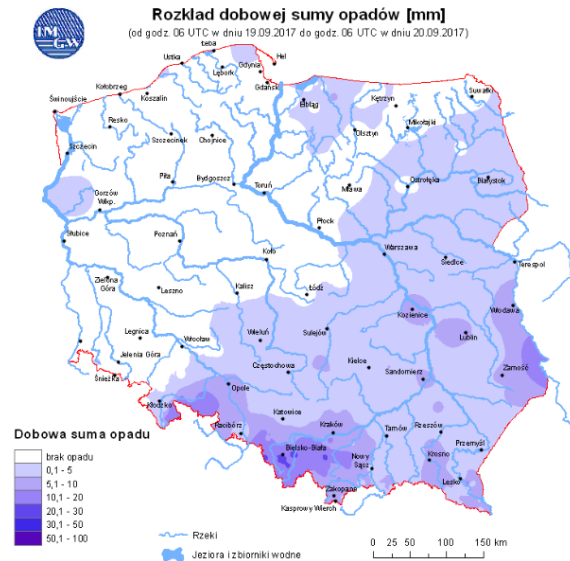 IM
GW
Rozkład dobowej sumy opadów [mm]
(od godz. 06 UTC w dniu 19.09.2017 do godz. 06 UTC w dniu 20.09.2017)
Łeba
Hel
Ustka
Lębork
Gdynia
Gdańsk
Kołobrzeg
Koszalin
Świnoujście
Elbląg
Kętrzyn
Suwałki
Resko
Szczecinek
Chojnice
Olsztyn
Mikołajki
Szczecin
Piła
Bydgoszcz
Toruń
Mława
Ostrołęka
Białystok
Gorzów
Wlkp.
Płock
Słubice
Poznań
Koło
Warszawa
Siedlce
Terespol
Zielona
Góra
Leszno
Kalisz
Łódź
Kozienice
Włodawa
Legnica
Wrocław
Wieluń
Sulejów
Lublin
Jelenia Góra
Śnieżka
Częstochowa
Kielce
Sandomierz
Zamość
Kłodzko
Opole
Katowice
Racibórz
Kraków
Tarnów
Rzeszów
Przemyśl
Bielsko-Biała
Nowy
Sącz
Krosno
Lesko
Zakopane
Kasprowy Wierch
Dobowa suma opadu
brak opadu
0,1 - 5
5,1 - 10
10,1 - 20
20,1 - 30
30,1 - 50
50,1 - 100
Rzeki
Jeziora i zbiorniki wodne
0 25 50 100 150 km